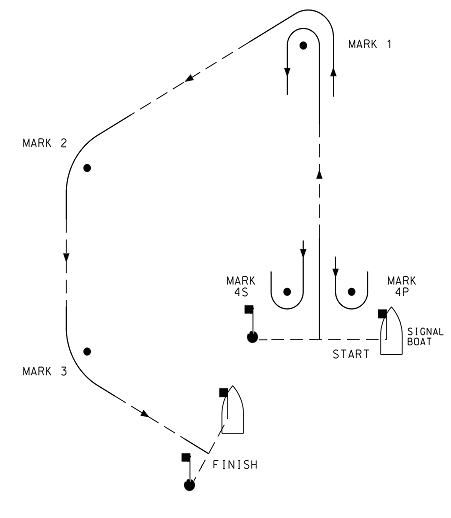 MARK 1
MARK 2
MARK
4S
MARK
4P
SIGNAL
BOAT
START
MARK 3
FINISH